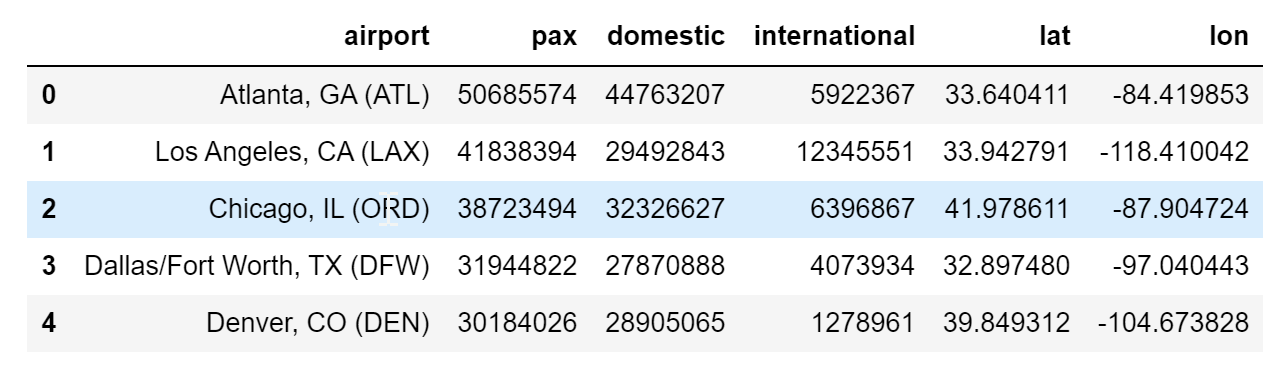 airport pax domestic international lat lon
0 Atlanta, GA (ATL) 50685574 44763207 5922367 33.640411 -84.419853
1 Los Angeles, CA (LAX) 41838394 29492843 12345551 33.942791 -118.410042
2 Chicago, IL (ORD) 38723494 32326627 6396867 41.978611 -87.904724
3 Dallas/Fort Worth, TX (DFW) 31944822 27870888 4073934 32.897480 -97.040443
4 Denver, CO (DEN) 30184026 28905065 1278961 39.849312 -104.673828